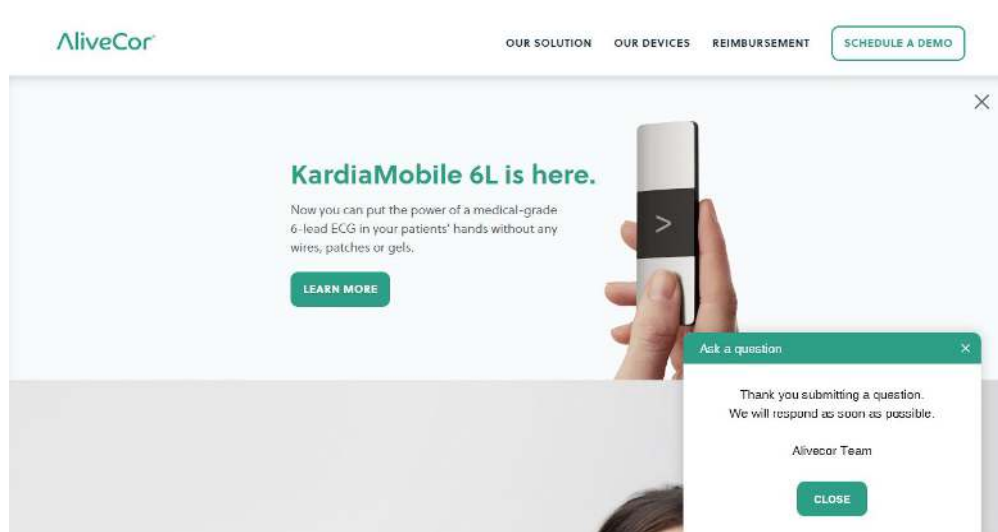 AliveCor
OUR SOLUTION OUR DEVICES REIMBURSEMENT SCHEDULE A DEMO
KardiaMobile 6L is here.
Now you can put the power of a medical-grade
6-lead ECG in your patients' hands without any
wires, patches or gels.
LEARN MORE
Ask a question
Thank you submitting a question.
We will respond as soon as possible.
Alivecor Team
CLOSE